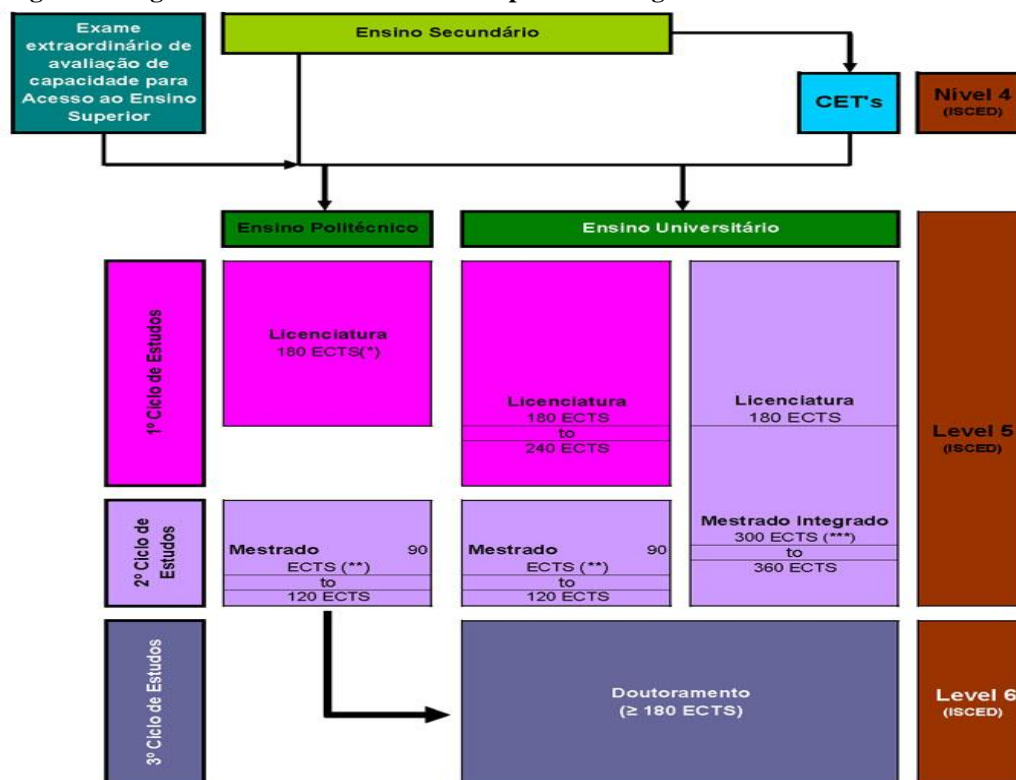 Exame
extraordinário de
avaliação de
capacidade para
Acesso ao Ensino
Superior
Ensino Secundário
CET's
Nível 4
(ISCED)
Ensino Politécnico
Ensino Universitário
1º Ciclo de Estudos
Licenciatura
180 ECTS(*)
Licenciatura
180 ECTS
to
240 ECTS
Licenciatura
180 ECTS
Level 5
(ISCED)
2º Ciclo de
Estudos
Mestrado 90
ECTS (**)
to
120 ECTS
Mestrado 90
ECTS (**)
to
120 ECTS
Mestrado Integrado
300 ECTS (***)
to
360 ECTS
3º Ciclo de Estudos
Doutoramento
(≥ 180 ECTS)
Level 6
(ISCED)